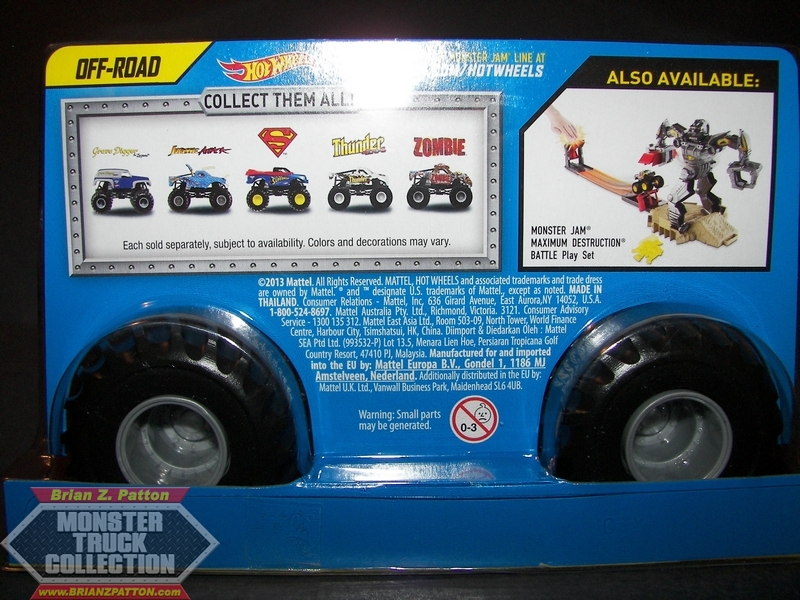 OFF-ROAD
HOT WHEELS
MONSTER JAM® LINE AT
OM/HOTWHEELS
COLLECT THEM ALL!
Grave Digger
Jurassic Attack
S
Thunder
ZOMBIE
Each sold separately, subject to availability. Colors and decorations may vary.
ALSO AVAILABLE:
MONSTER JAM®
MAXIMUM DESTRUCTION®
BATTLE Play Set
©2013 Mattel. All Rights Reserved. MATTEL, HOT WHEELS and associated trademarks and trade dress
are owned by Mattel. ® and ™ designate U.S. trademarks of Mattel, except as noted. MADE IN
THAILAND. Consumer Relations - Mattel, Inc, 636 Girard Avenue, East Aurora, NY 14052, U.S.A.
1-800-524-8697. Mattel Australia Pty. Ltd., Richmond, Victoria. 3121. Consumer Advisory
Service - 1300 135 312. Mattel East Asia Ltd., Room 503-09, North Tower, World Finance
Centre, Harbour City, Tsimshatsui, HK, China. Diimport & Diedarkan Oleh : Mattel
SEA Ptd Ltd. (993532-P) Lot 13.5, Menara Lien Hoe, Persiaran Tropicana Golf
Country Resort, 47410 PJ, Malaysia. Manufactured for and imported
into the EU by: Mattel Europa B.V., Gondel 1, 1186 MJ
Amstelveen, Nederland. Additionally distributed in the EU by:
Mattel U.K. Ltd., Vanwall Business Park, Maidenhead SL6 4UB.
Warning: Small parts
may be generated.
0-3
Brian Z. Patton
MONSTER
TRUCK
COLLECTION
www.BRIANZPATTON.com